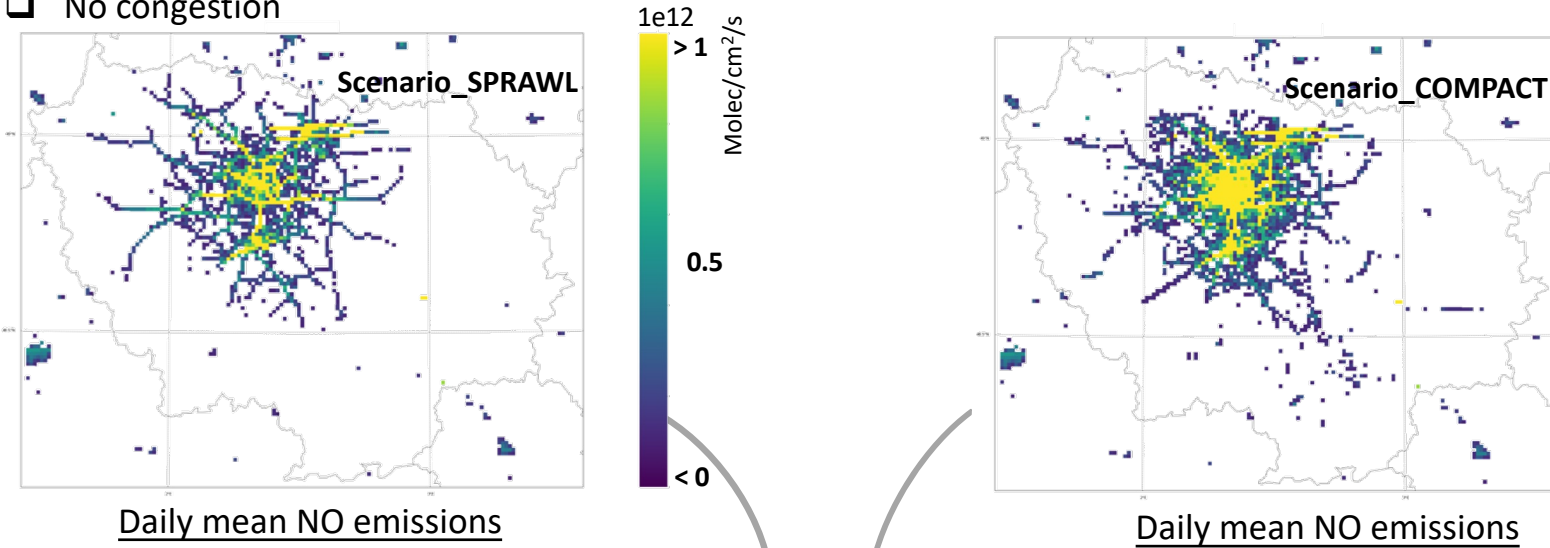 No congestion
1e12
Scenario_SPRAWL
> 1
Molec/cm²/s
0.5
< 0
Daily mean NO emissions
Scenario_COMPACT
Daily mean NO emissions